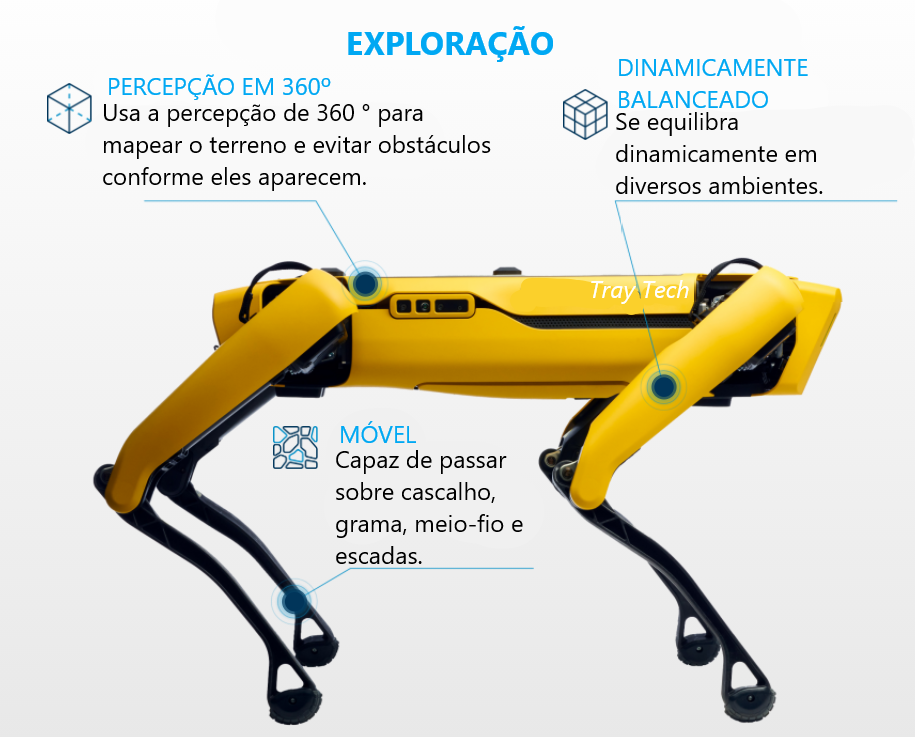 EXPLORAÇÃO
PERCEPÇÃO EM 360º
Usa a percepção de 360 ° para
mapear o terreno e evitar obstáculos
conforme eles aparecem.
DINAMICAMENTE
BALANCEADO
Se equilibra
dinamicamente em
diversos ambientes.
Tray Tech
MÓVEL
Capaz de passar
sobre cascalho,
grama, meio-fio e
escadas.